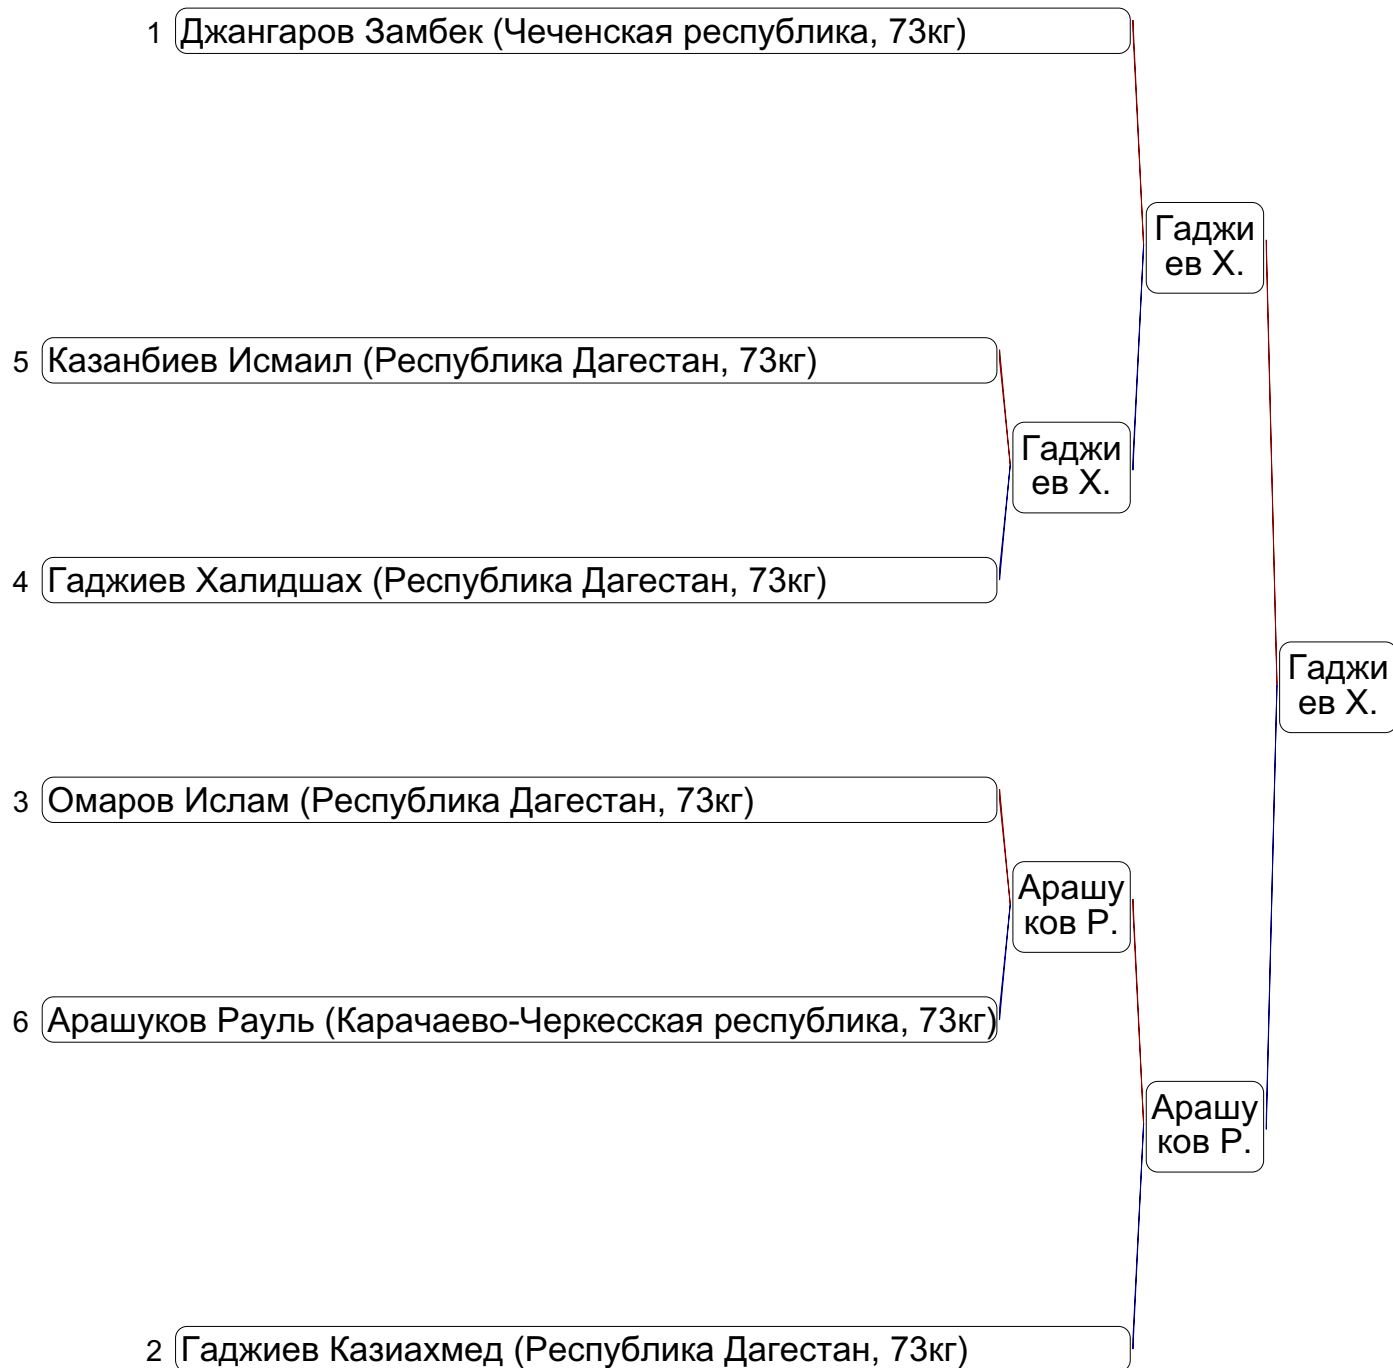 1 Джангаров Замбек (Чеченская республика, 73кг)
Гаджи
ев Х.
5 Казанбиев Исмаил (Республика Дагестан, 73кг)
Гаджи
ев Х.
4 Гаджиев Халидшах (Республика Дагестан, 73кг)
Гаджи
ев Х.
3 Омаров Ислам (Республика Дагестан, 73кг)
Арашу
ков Р.
6 Арашуков Рауль (Карачаево-Черкесская республика, 73кг)
Арашу
ков Р.
2 Гаджиев Казиахмед (Республика Дагестан, 73кг)